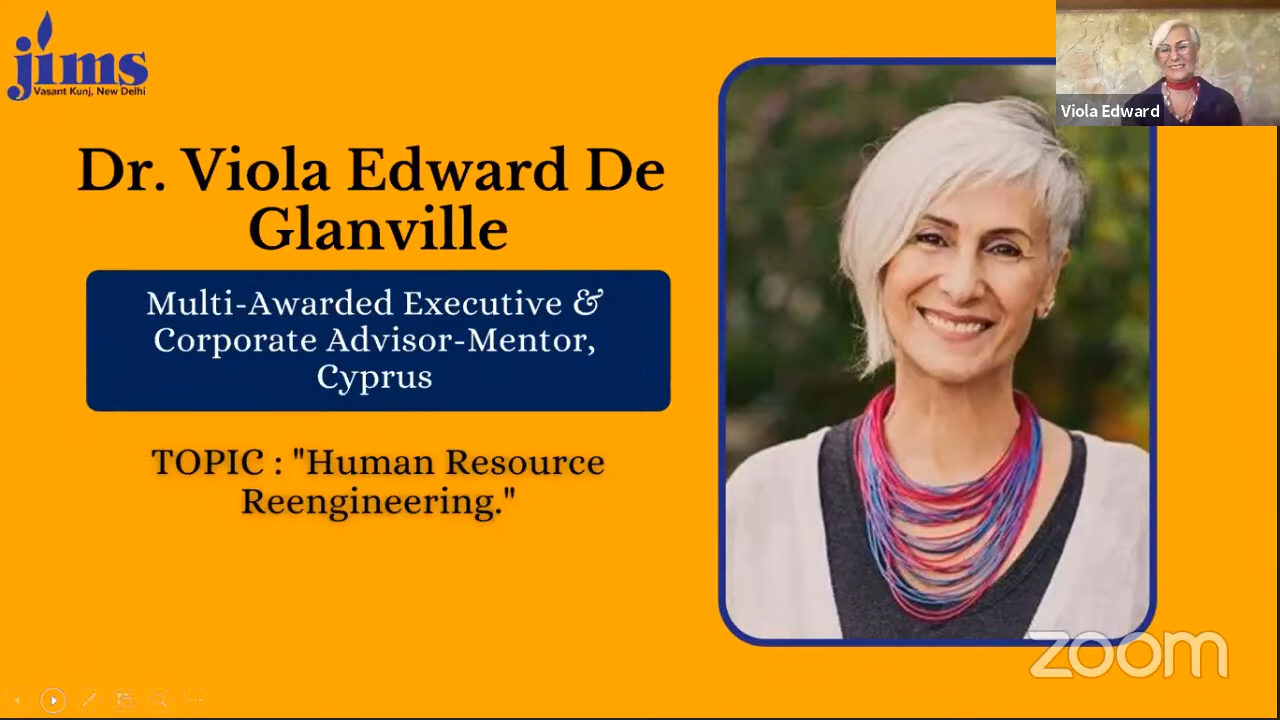 jims
Vasant Kunj, New Delhi
Viola Edward
Dr. Viola Edward De
Glanville
Multi-Awarded Executive &
Corporate Advisor-Mentor,
Cyprus
TOPIC : "Human Resource
Reengineering."
zoom